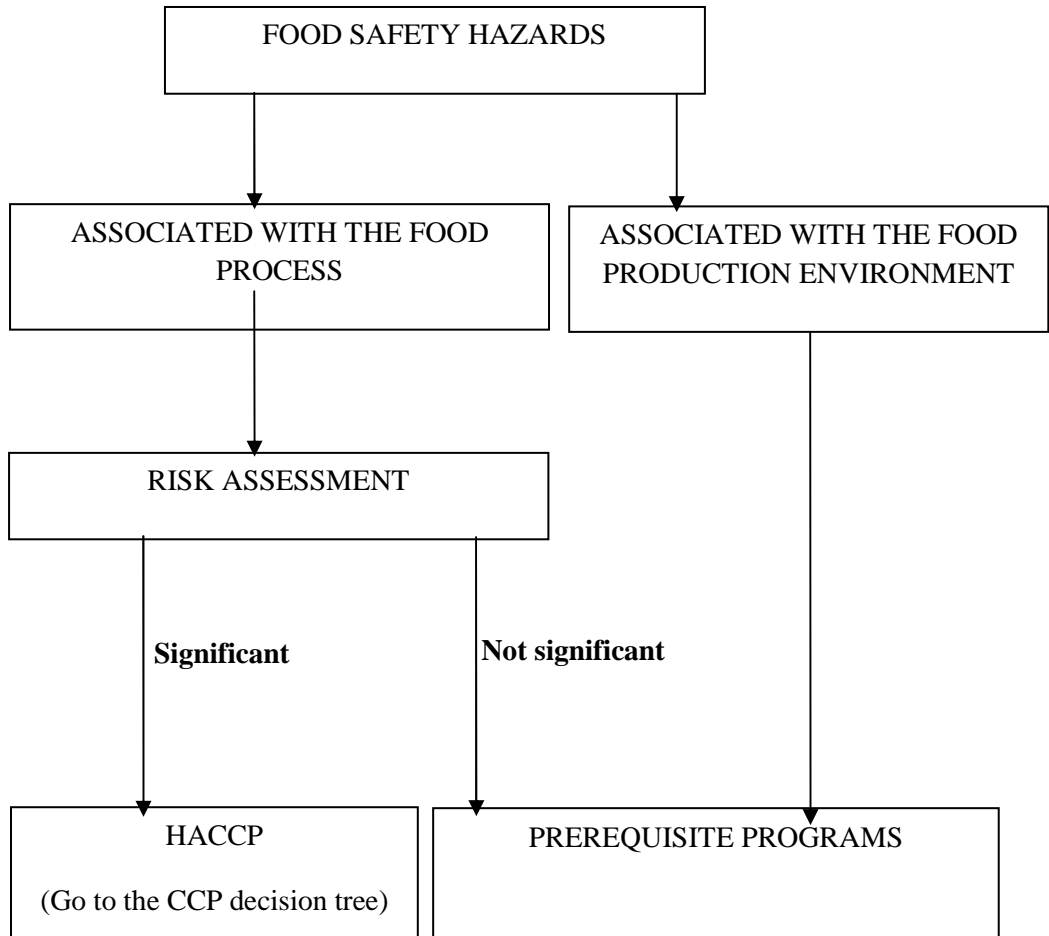 FOOD SAFETY HAZARDS
ASSOCIATED WITH THE FOOD
PROCESS
ASSOCIATED WITH THE FOOD
PRODUCTION ENVIRONMENT
RISK ASSESSMENT
Significant
Not significant
HACCP
(Go to the CCP decision tree)
PREREQUISITE PROGRAMS